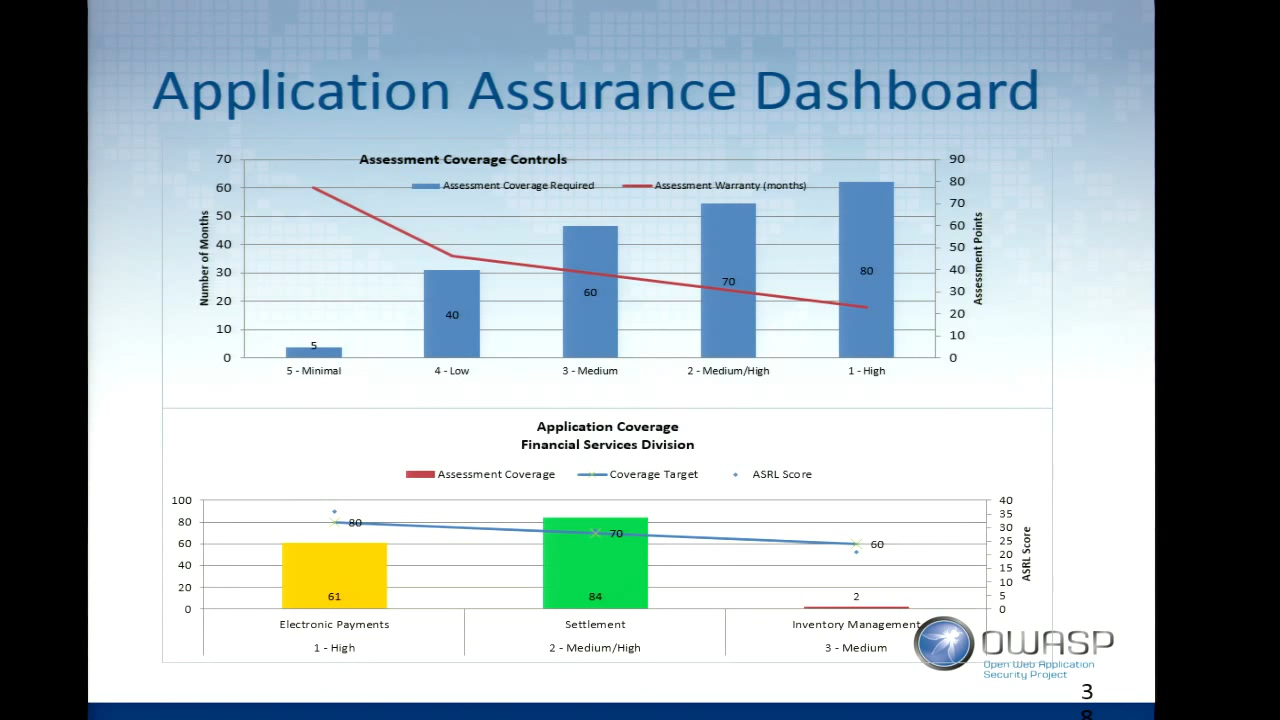 Application Assurance Dashboard
Assessment Coverage Controls
Assessment Coverage Required
Assessment Warranty (months)
Number of Months
70
60
50
40
30
20
10
0
Assessment Points
90
80
70
60
50
40
30
20
10
0
5
40
60
70
80
5 - Minimal
4 - Low
3 - Medium
2 - Medium/High
1 - High
Application Coverage
Financial Services Division
Assessment Coverage
Coverage Target
ASRL Score
100
80
60
40
20
0
40
35
30
25
20
15
10
5
0
ASRL Score
80
70
60
61
84
2
Electronic Payments
Settlement
Inventory Management
1 - High
2 - Medium/High
3 - Medium
OWASP
Open Web Application
Security Project
3
8